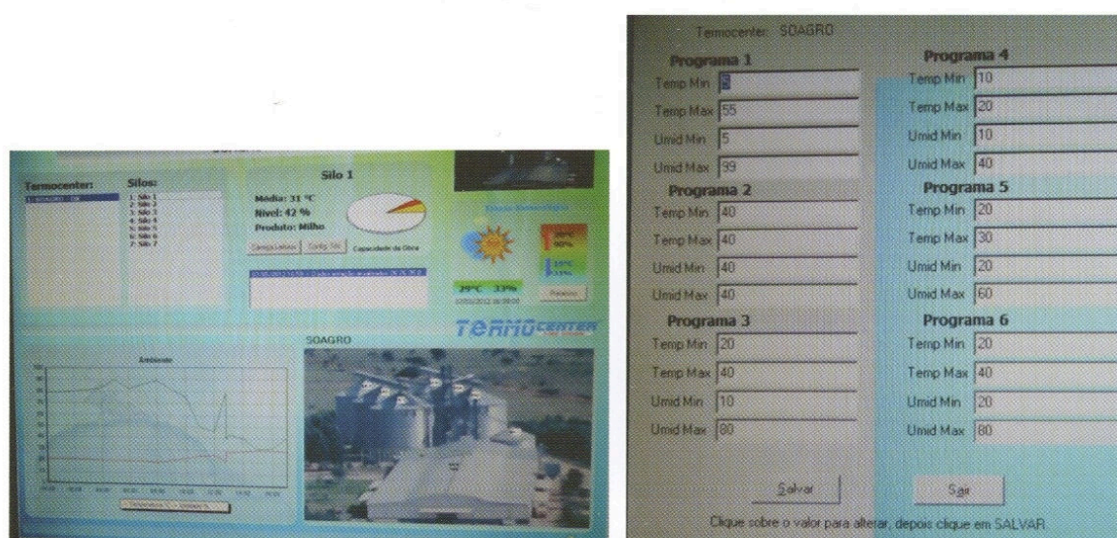 Termocenter:
Silos:
1: Silo 1
2: Silo 2
3: Silo 3
4: Silo 4
5: Silo 5
6: Silo 6
7: Silo 7
Silo 1
Média: 31 °C
Nível: 42 %
Produto: Milho
Config. Silo
Capacidade da Obra
29°C 33%
TERMOCENTER
SOAGRO
Ambiente
Termocenter: SOAGRO
Programa 1
Temp Min 5
Temp Max 55
Umid Min 5
Umid Max 99
Programa 2
Temp Min 40
Temp Max 40
Umid Min 40
Umid Max 40
Programa 3
Temp Min 20
Temp Max 40
Umid Min 10
Umid Max 80
Programa 4
Temp Min 10
Temp Max 20
Umid Min 10
Umid Max 40
Programa 5
Temp Min 20
Temp Max 30
Umid Min 20
Umid Max 60
Programa 6
Temp Min 20
Temp Max 40
Umid Min 20
Umid Max 80
Salvar
Sair
Clique sobre o valor para alterar, depois clique em SALVAR